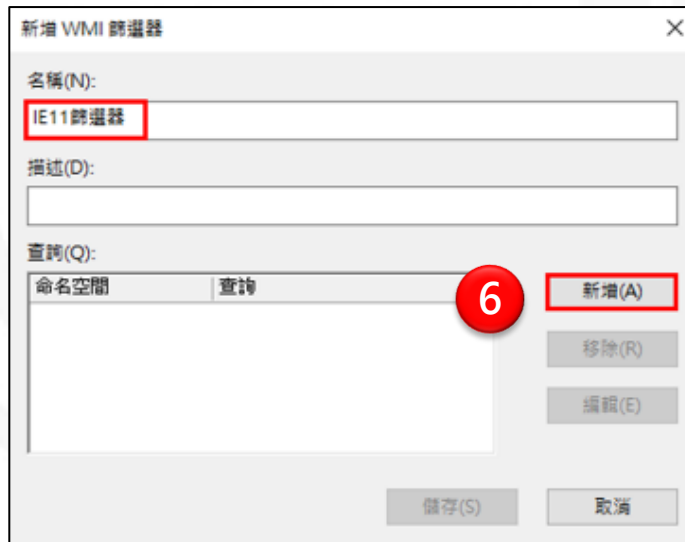 新增 WMI 篩選器
名稱(N):
IE11篩選器
描述(D):
查詢(Q):
命名空間 查詢
6
新增(A)
移除(R)
編輯(E)
儲存(S) 取消